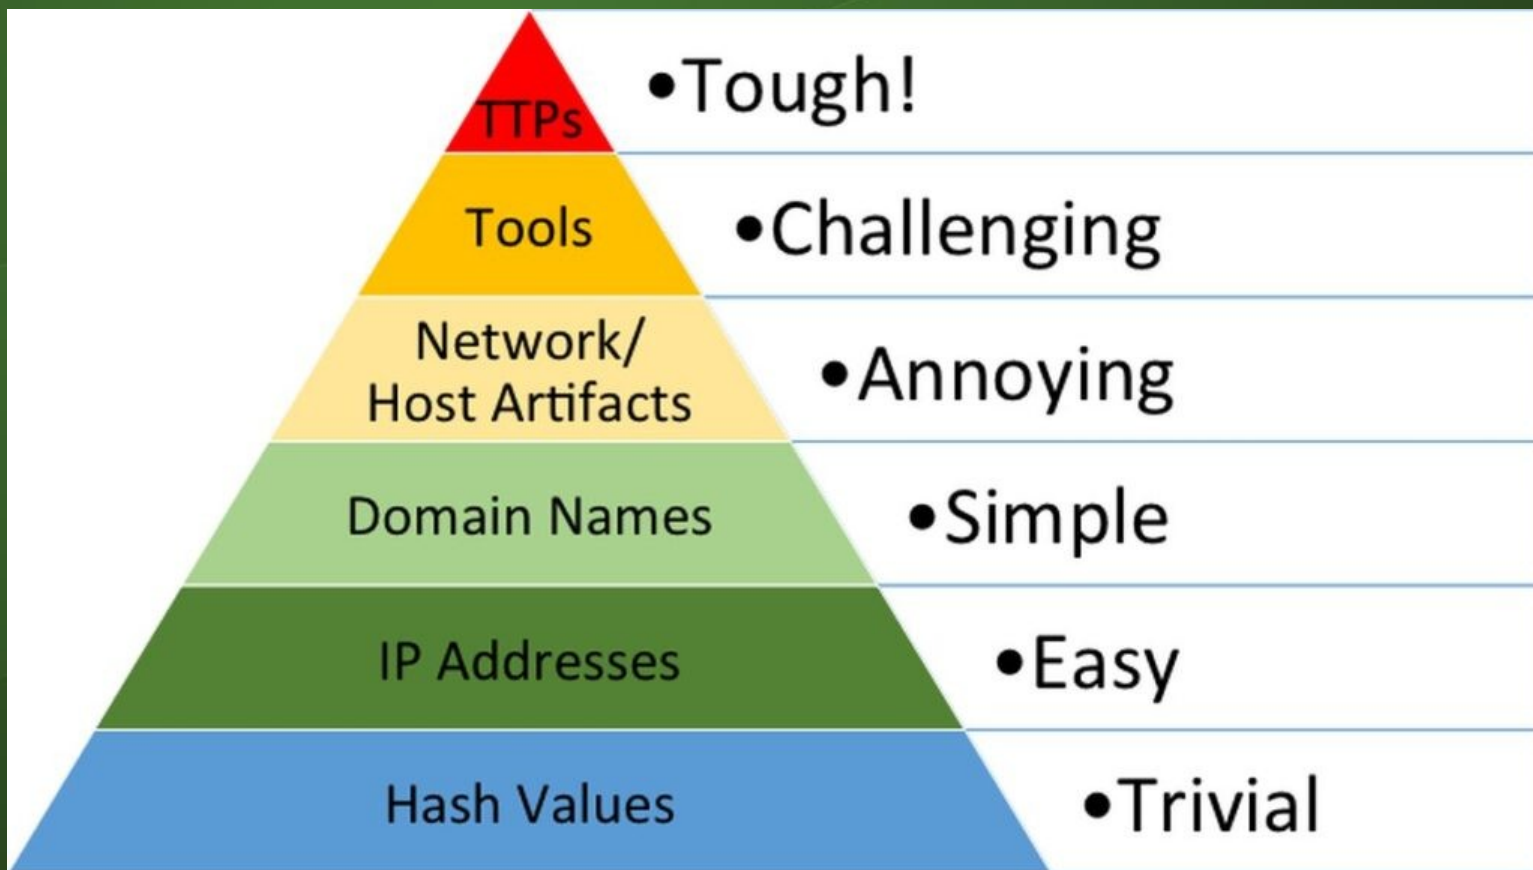 TTPs
•Tough!
Tools
•Challenging
Network/
Host Artifacts
•Annoying
Domain Names
•Simple
IP Addresses
•Easy
Hash Values
•Trivial